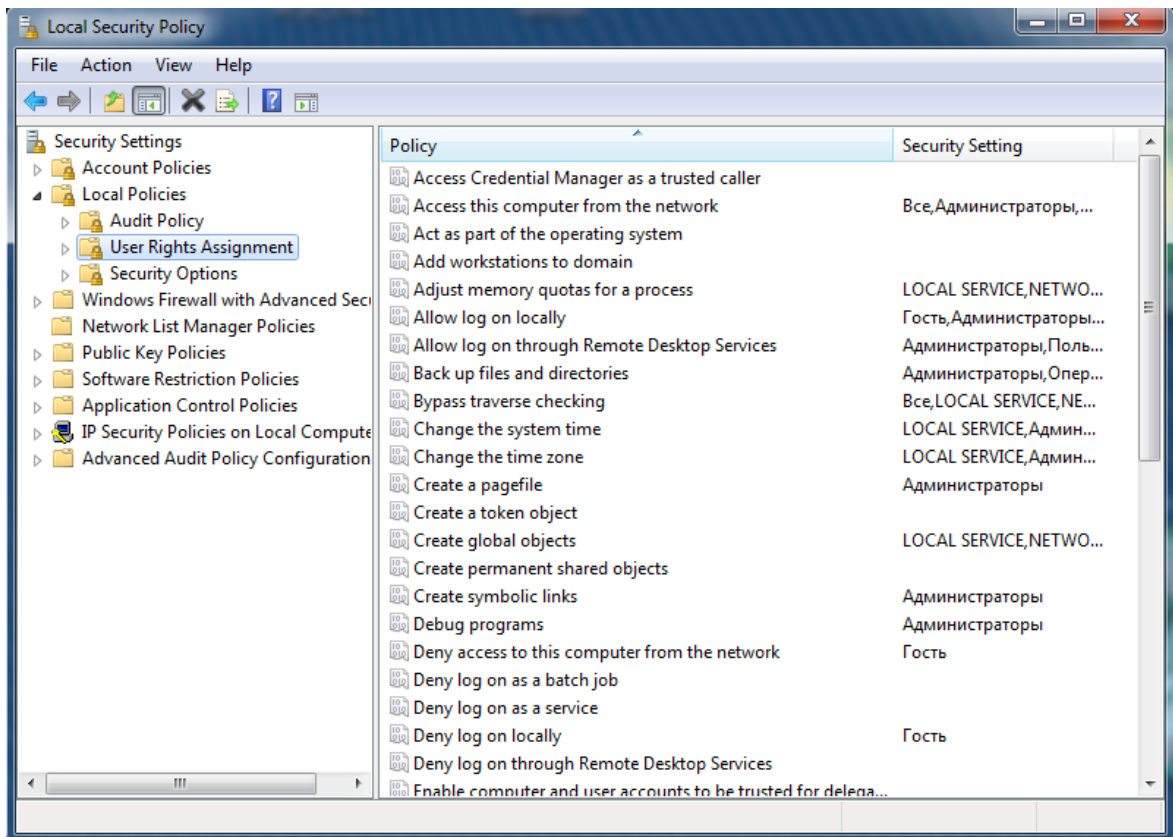 Local Security Policy
File Action View Help
Security Settings
Account Policies
Local Policies
Audit Policy
User Rights Assignment
Security Options
Windows Firewall with Advanced Secu
Network List Manager Policies
Public Key Policies
Software Restriction Policies
Application Control Policies
IP Security Policies on Local Compute
Advanced Audit Policy Configuration
Policy Security Setting
Access Credential Manager as a trusted caller
Access this computer from the network Все,Администраторы,...
Act as part of the operating system
Add workstations to domain
Adjust memory quotas for a process LOCAL SERVICE,NETWO...
Allow log on locally Гость,Администраторы...
Allow log on through Remote Desktop Services Администраторы,Поль...
Back up files and directories Администраторы,Опер...
Bypass traverse checking Все,LOCAL SERVICE,NE...
Change the system time LOCAL SERVICE,Админ...
Change the time zone LOCAL SERVICE,Админ...
Create a pagefile Администраторы
Create a token object
Create global objects LOCAL SERVICE,NETWO...
Create permanent shared objects
Create symbolic links Администраторы
Debug programs Администраторы
Deny access to this computer from the network Гость
Deny log on as a batch job
Deny log on as a service
Deny log on locally Гость
Deny log on through Remote Desktop Services
Enable computer and user accounts to be trusted for delega...